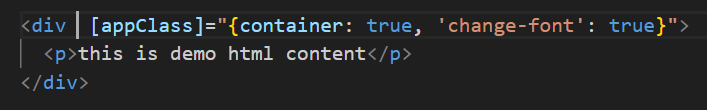 <div [appClass]="{container: true, 'change-font': true}">
<p>this is demo html content</p>
</div>